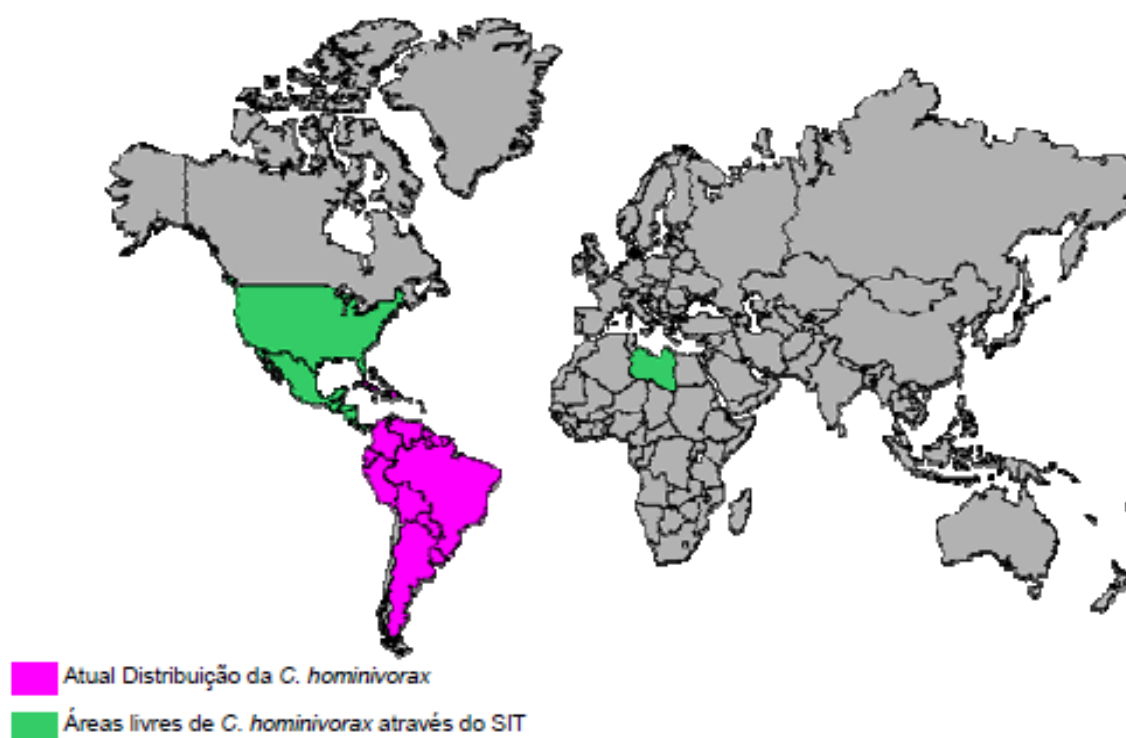 Atual Distribuição da C. hominivorax
Áreas livres de C. hominivorax através do SIT